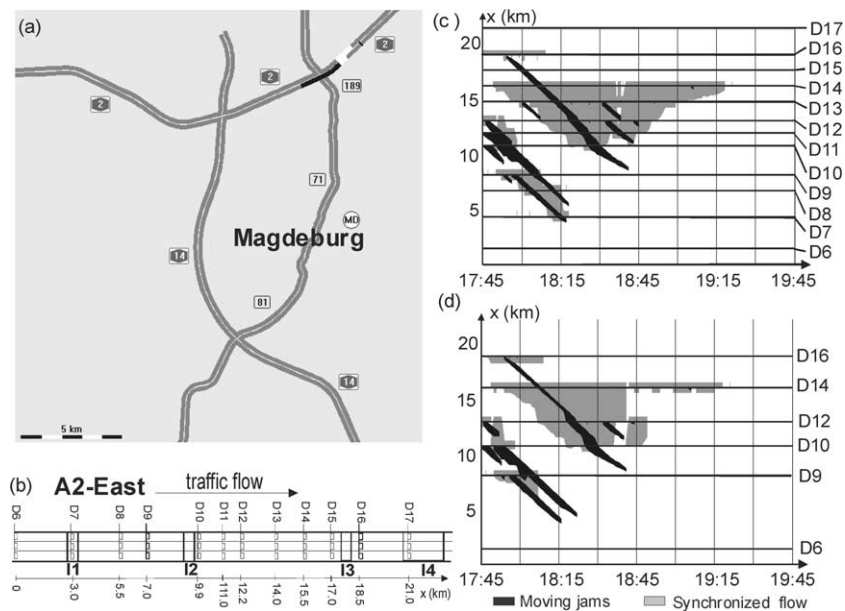 (a)
2
2
2
189
71
MD
Magdeburg
14
81
14
5 km
(b)
A2-East
traffic flow
D6
D7
D8
D9
D10
D11
D12
D13
D14
D15
D16
D17
I1
I2
I3
I4
0
3.0
5.5
7.0
9.9
11.0
12.2
14.0
15.5
17.0
18.5
21.0
x (km)
(c)
x (km)
20
15
10
5
D17
D16
D15
D14
D13
D12
D11
D10
D9
D8
D7
D6
17:45 18:15 18:45 19:15 19:45
(d)
x (km)
20
15
10
5
D16
D14
D12
D10
D9
D6
17:45 18:15 18:45 19:15 19:45
Moving jams Synchronized flow